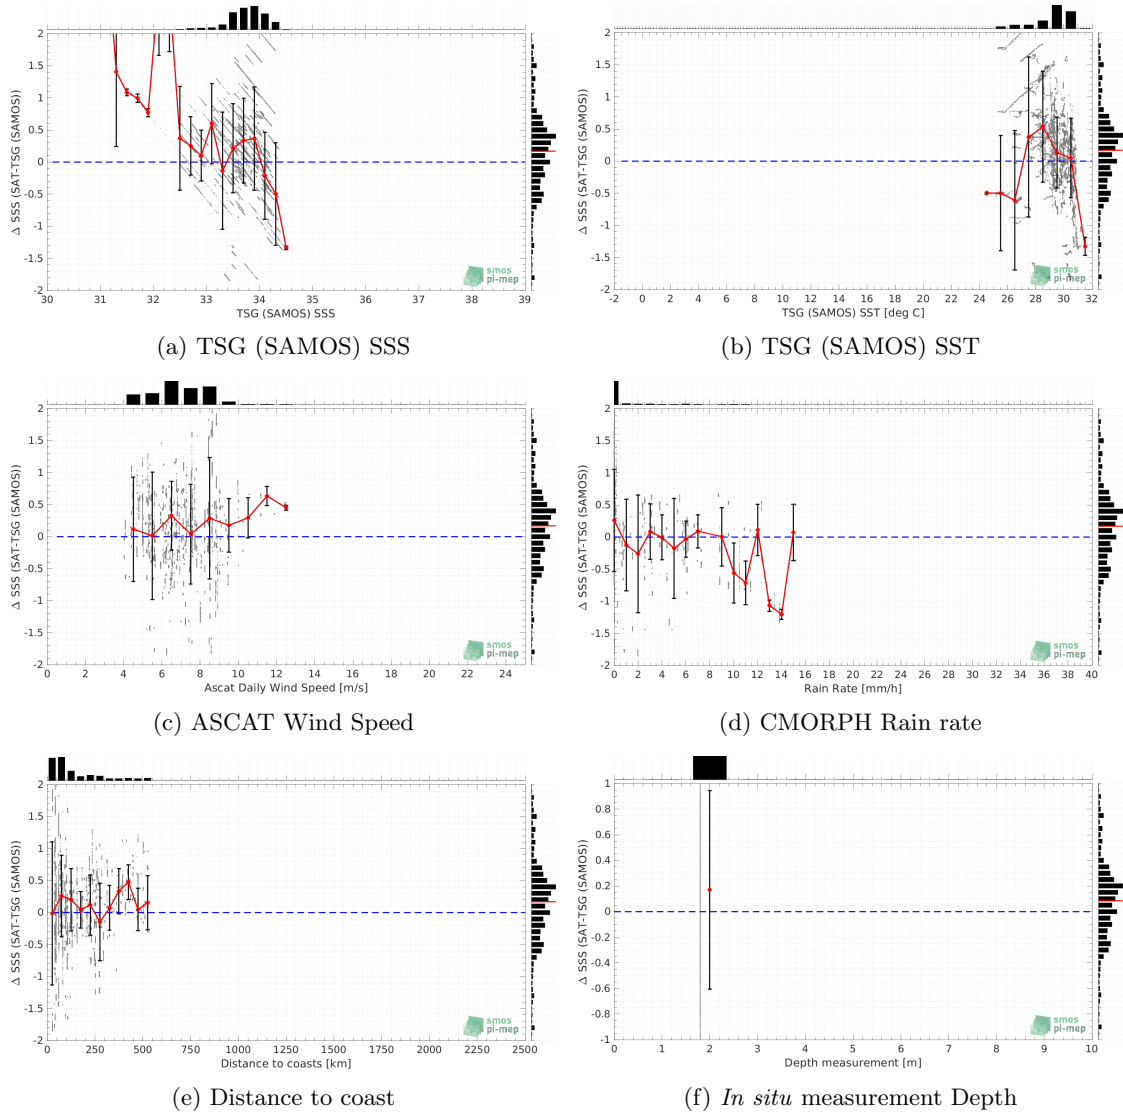 2
1.5
1
0.5
0
-0.5
-1
-1.5
-2
Δ SSS (SAT-TSG (SAMOS))
30 31 32 33 34 35 36 37 38 39
TSG (SAMOS) SSS
smos
pi-mep
(a) TSG (SAMOS) SSS
2
1.5
1
0.5
0
-0.5
-1
-1.5
-2
Δ SSS (SAT-TSG (SAMOS))
-2 0 2 4 6 8 10 12 14 16 18 20 22 24 26 28 30 32
TSG (SAMOS) SST [deg C]
smos
pi-mep
(b) TSG (SAMOS) SST
2
1.5
1
0.5
0
-0.5
-1
-1.5
-2
Δ SSS (SAT-TSG (SAMOS))
0 2 4 6 8 10 12 14 16 18 20 22 24
Ascat Daily Wind Speed [m/s]
smos
pi-mep
(c) ASCAT Wind Speed
2
1.5
1
0.5
0
-0.5
-1
-1.5
-2
Δ SSS (SAT-TSG (SAMOS))
0 2 4 6 8 10 12 14 16 18 20 22 24 26 28 30 32 34 36 38 40
Rain Rate [mm/h]
smos
pi-mep
(d) CMORPH Rain rate
2
1.5
1
0.5
0
-0.5
-1
-1.5
-2
Δ SSS (SAT-TSG (SAMOS))
0 250 500 750 1000 1250 1500 1750 2000 2250 2500
Distance to coasts [km]
smos
pi-mep
(e) Distance to coast
1
0.8
0.6
0.4
0.2
0
-0.2
-0.4
-0.6
-0.8
-1
Δ SSS (SAT-TSG (SAMOS))
0 1 2 3 4 5 6 7 8 9 10
Depth measurement [m]
smos
pi-mep
(f) In situ measurement Depth